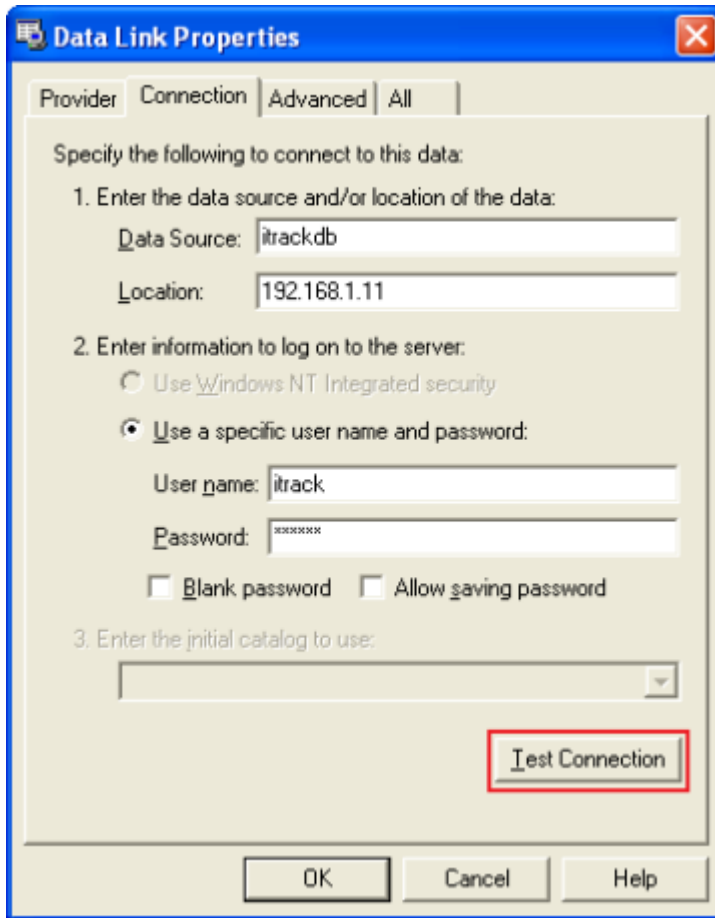 Data Link Properties
Provider Connection Advanced All
Specify the following to connect to this data:
1. Enter the data source and/or location of the data:
Data Source: itrackdb
Location: 192.168.1.11
2. Enter information to log on to the server:
Use Windows NT Integrated security
Use a specific user name and password:
User name: itrack
Password: ××××××
Blank password Allow saving password
3. Enter the initial catalog to use:
Test Connection
OK Cancel Help